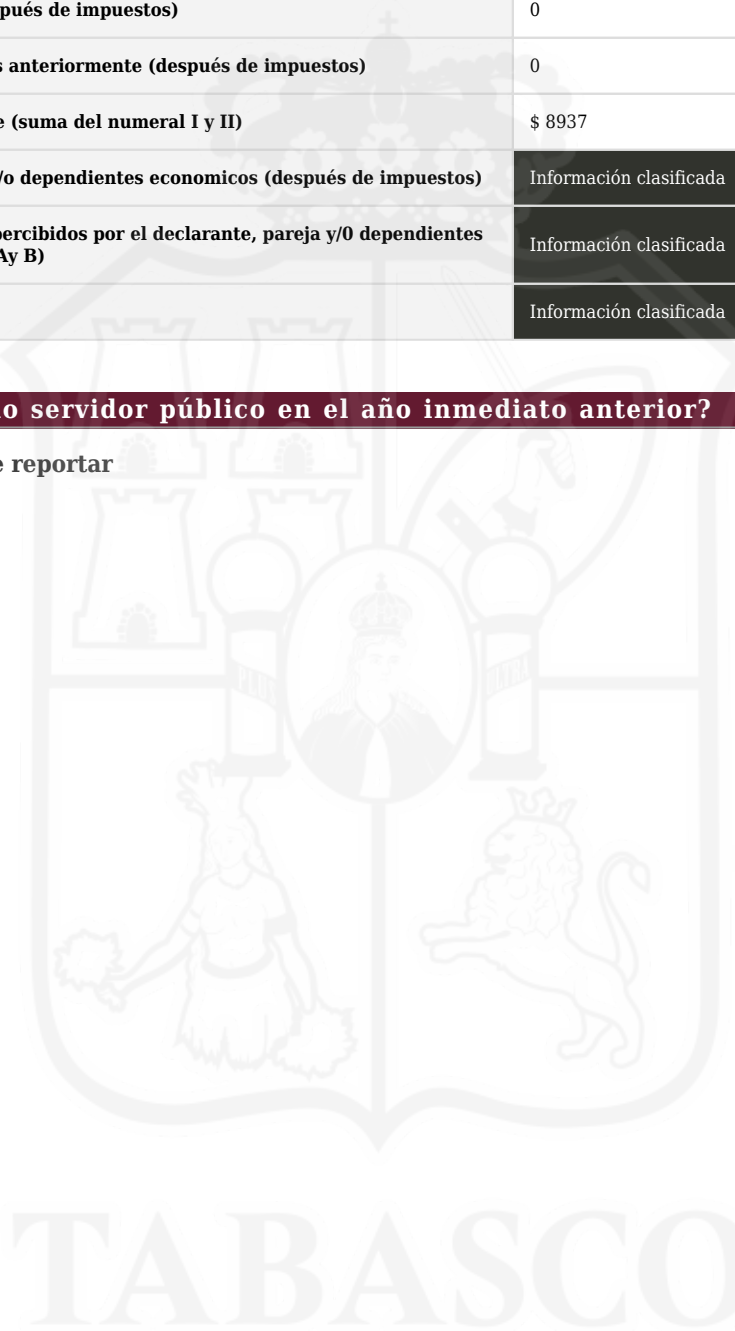 pués de impuestos)
0
s anteriormente (después de impuestos)
0
e (suma del numeral I y II)
$ 8937
/o dependientes economicos (después de impuestos)
Información clasificada
percibidos por el declarante, pareja y/0 dependientes
Ay B)
Información clasificada
Información clasificada
o servidor público en el año inmediato anterior?
e reportar
PLUS
ULTRA
TABASCO